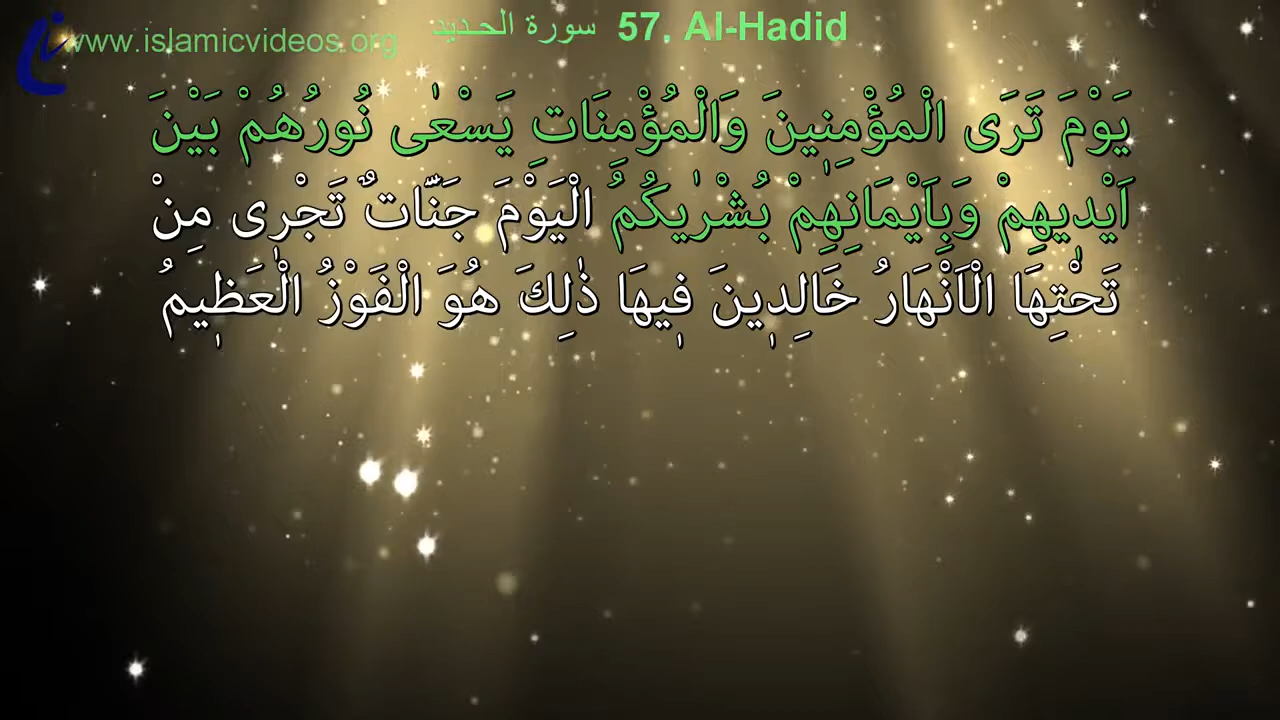 www.islamicvideos.org
سورة الحديد 57, Al-Hadid
يَوْمَ تَرَى الْمُؤْمِنٖينَ وَالْمُؤْمِنَاتِ يَسْعٰى نُورُهُمْ بَيْنَ
اَيْدٖيهِمْ وَبِاَيْمَانِهِمْ بُشْرٰيكُمُ الْيَوْمَ جَنَّاتٌ تَجْرٖى مِنْ
تَحْتِهَا الْاَنْهَارُ خَالِدٖينَ فٖيهَا ذٰلِكَ هُوَ الْفَوْزُ الْعَظٖيمُ